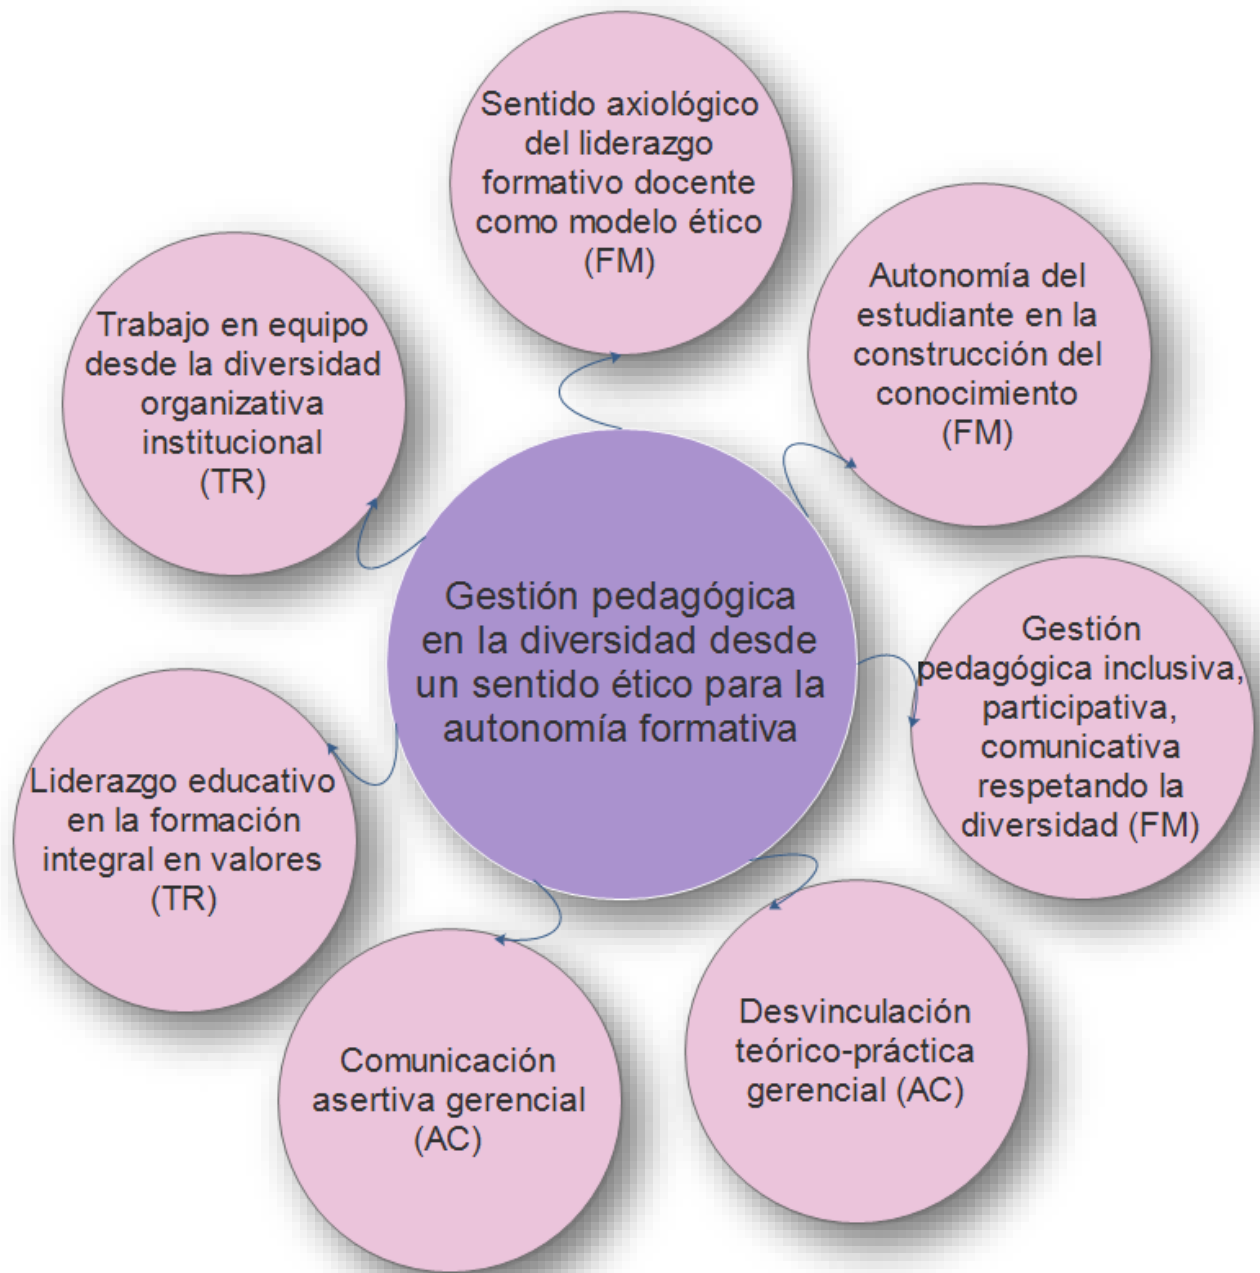 Sentido axiológico
del liderazgo
formativo docente
como modelo ético
(FM)
Autonomía del
estudiante en la
construcción del
conocimiento
(FM)
Gestión
pedagógica inclusiva,
participativa,
comunicativa
respetando la
diversidad (FM)
Desvinculación
teórico-práctica
gerencial (AC)
Comunicación
asertiva gerencial
(AC)
Liderazgo educativo
en la formación
integral en valores
(TR)
Trabajo en equipo
desde la diversidad
organizativa
institucional
(TR)
Gestión pedagógica
en la diversidad desde
un sentido ético para la
autonomía formativa